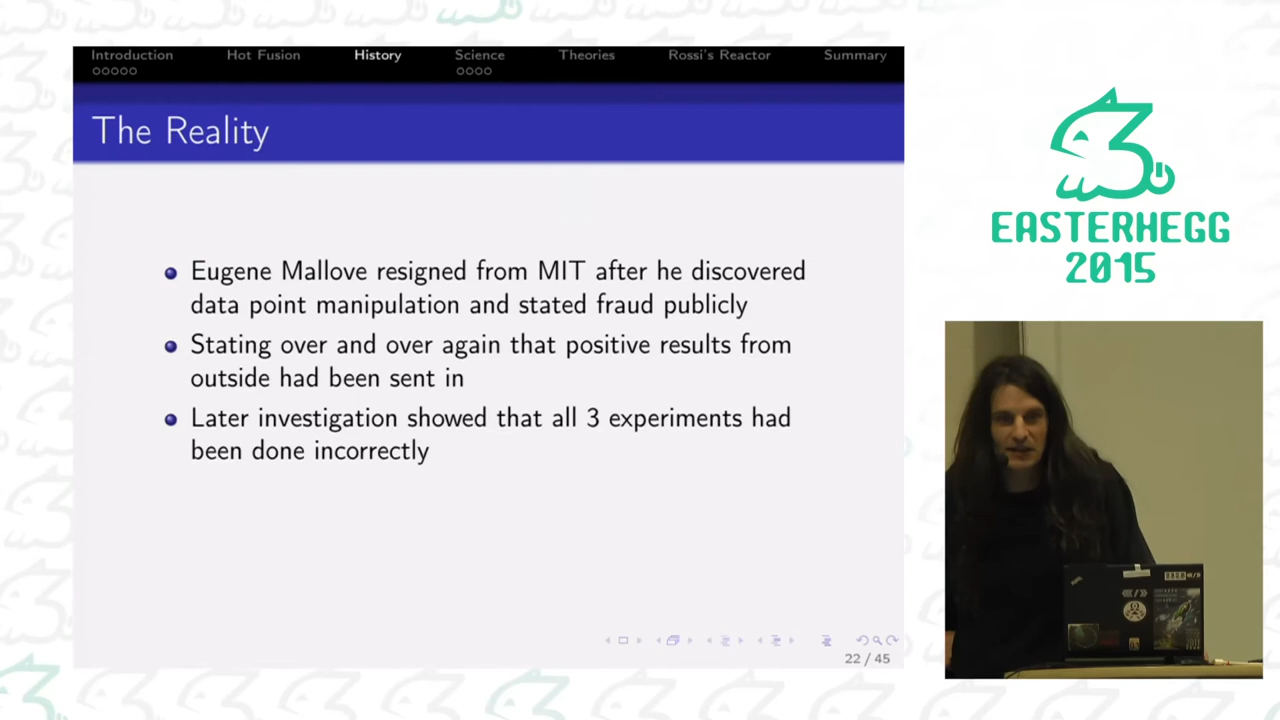 Introduction Hot Fusion History Science Theories Rossi's Reactor Summary
The Reality
Eugene Mallove resigned from MIT after he discovered
data point manipulation and stated fraud publicly
Stating over and over again that positive results from
outside had been sent in
Later investigation showed that all 3 experiments had
been done incorrectly
22 / 45
EASTERHEGG
2015